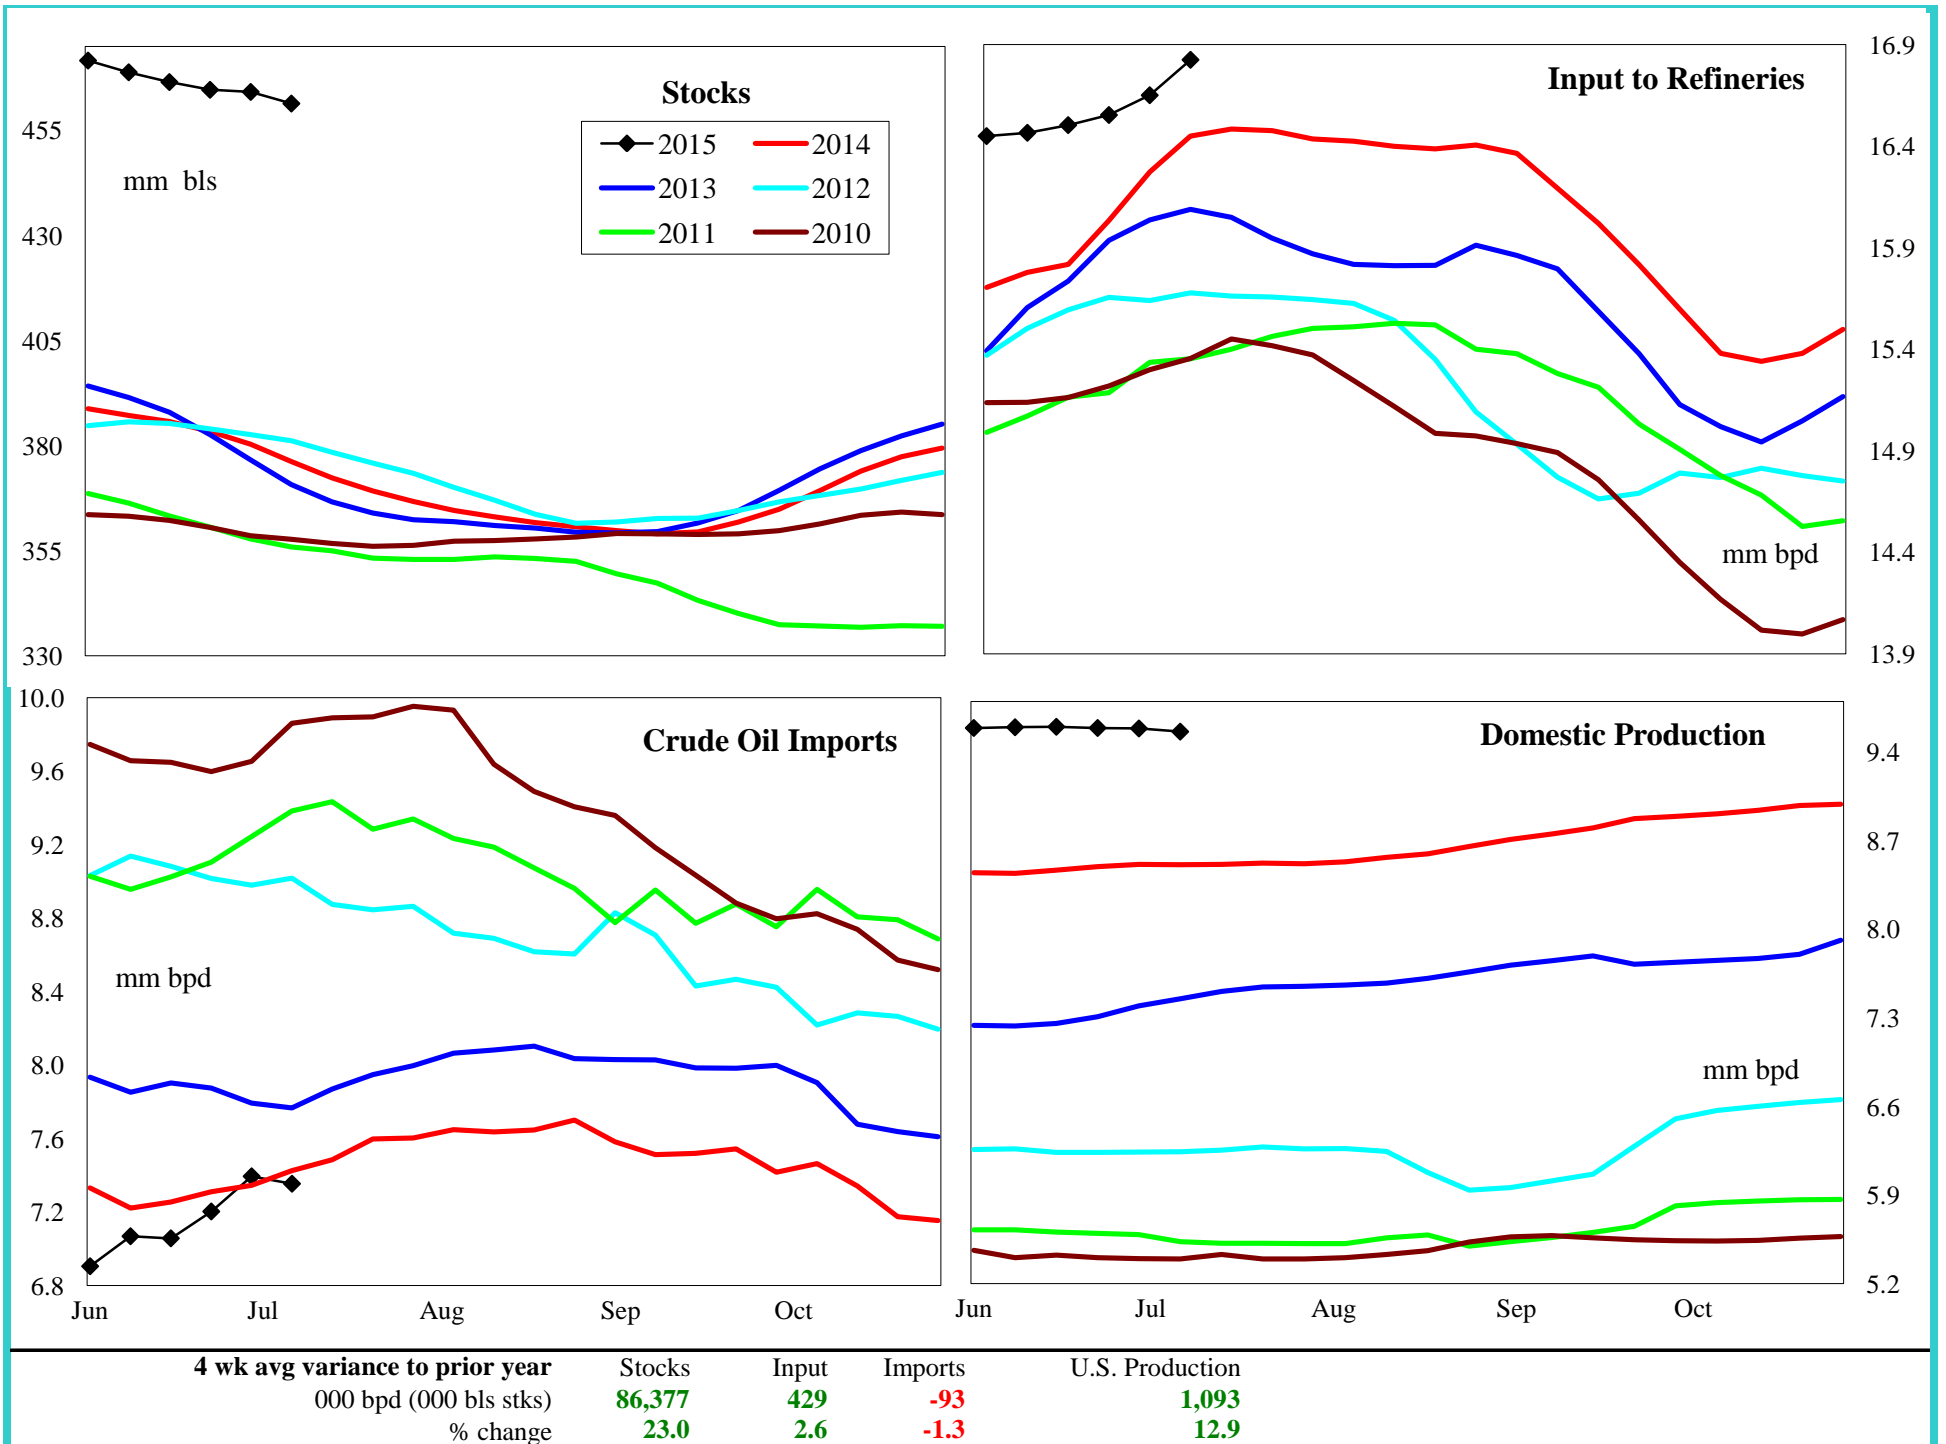 Stocks
2015 2014
2013 2012
2011 2010
mm bls
455
430
405
380
355
330
Input to Refineries
mm bpd
16.9
16.4
15.9
15.4
14.9
14.4
13.9
Crude Oil Imports
mm bpd
10.0
9.6
9.2
8.8
8.4
8.0
7.6
7.2
6.8
Jun Jul Aug Sep Oct
Domestic Production
mm bpd
9.4
8.7
8.0
7.3
6.6
5.9
5.2
Jun Jul Aug Sep Oct
4 wk avg variance to prior year Stocks Input Imports U.S. Production
000 bpd (000 bls stks) 86,377 429 -93 1,093
% change 23.0 2.6 -1.3 12.9